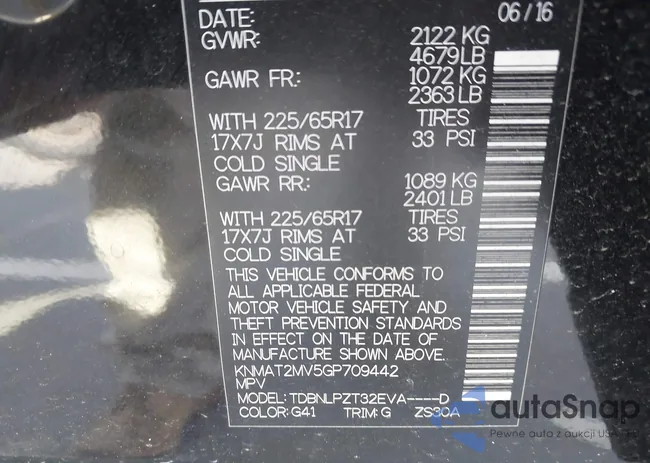 DATE: 06/16
GVWR: 2122 KG
4679LB
GAWR FR: 1072 KG
2363 LB
WITH 225/65R17 TIRES
17X7J RIMS AT 33 PSI
COLD SINGLE
GAWR RR: 1089 KG
2401 LB
WITH 225/65R17 TIRES
17X7J RIMS AT 33 PSI
COLD SINGLE
THIS VEHICLE CONFORMS TO
ALL APPLICABLE FEDERAL
MOTOR VEHICLE SAFETY AND
THEFT PREVENTION STANDARDS
IN EFFECT ON THE DATE OF
MANUFACTURE SHOWN ABOVE.
KNMAT2MV5GP709442
MPV
MODEL: TDBNLPZT32EVA----D
COLOR: G41 TRIM: G ZS30A
autoSnap
Pewne auto z aukcji USA